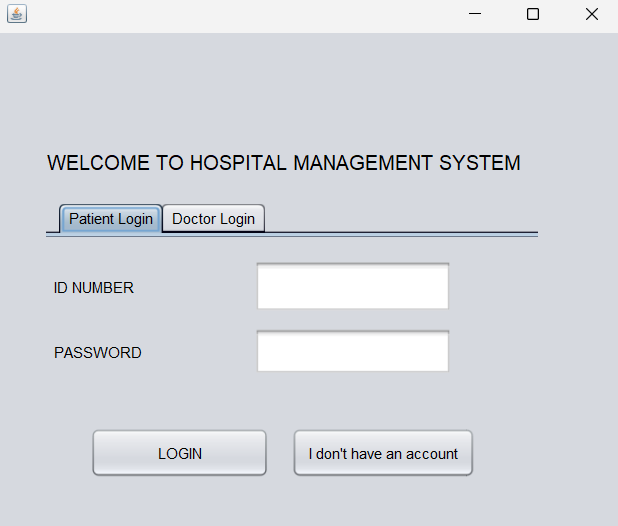 WELCOME TO HOSPITAL MANAGEMENT SYSTEM
Patient Login Doctor Login
ID NUMBER
PASSWORD
LOGIN I don't have an account